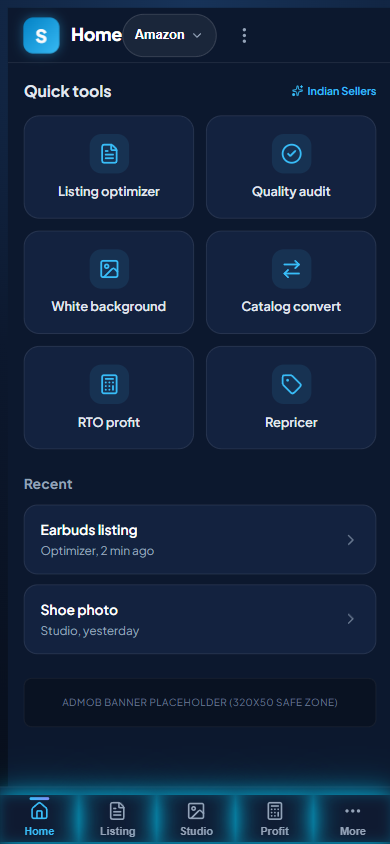 S Home Amazon
Quick tools Indian Sellers
Listing optimizer Quality audit
White background Catalog convert
RTO profit Repricer
Recent
Earbuds listing
Optimizer, 2 min ago
Shoe photo
Studio, yesterday
ADMOB BANNER PLACEHOLDER (320X50 SAFE ZONE)
Home Listing Studio Profit More